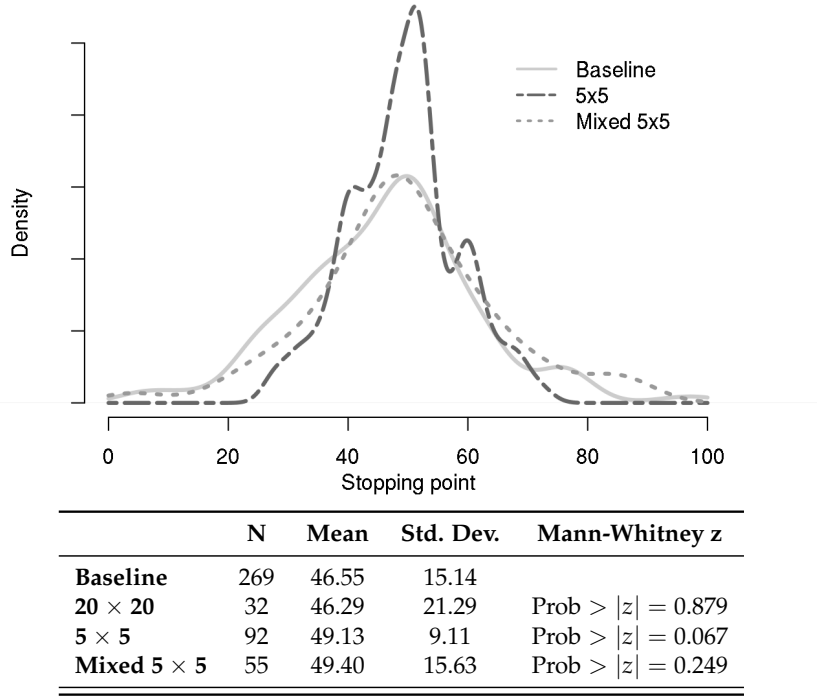 Baseline
5x5
Mixed 5x5
Density
0 20 40 60 80 100
Stopping point
N Mean Std. Dev. Mann-Whitney z
Baseline 269 46.55 15.14
20 × 20 32 46.29 21.29 Prob > |z| = 0.879
5 × 5 92 49.13 9.11 Prob > |z| = 0.067
Mixed 5 × 5 55 49.40 15.63 Prob > |z| = 0.249